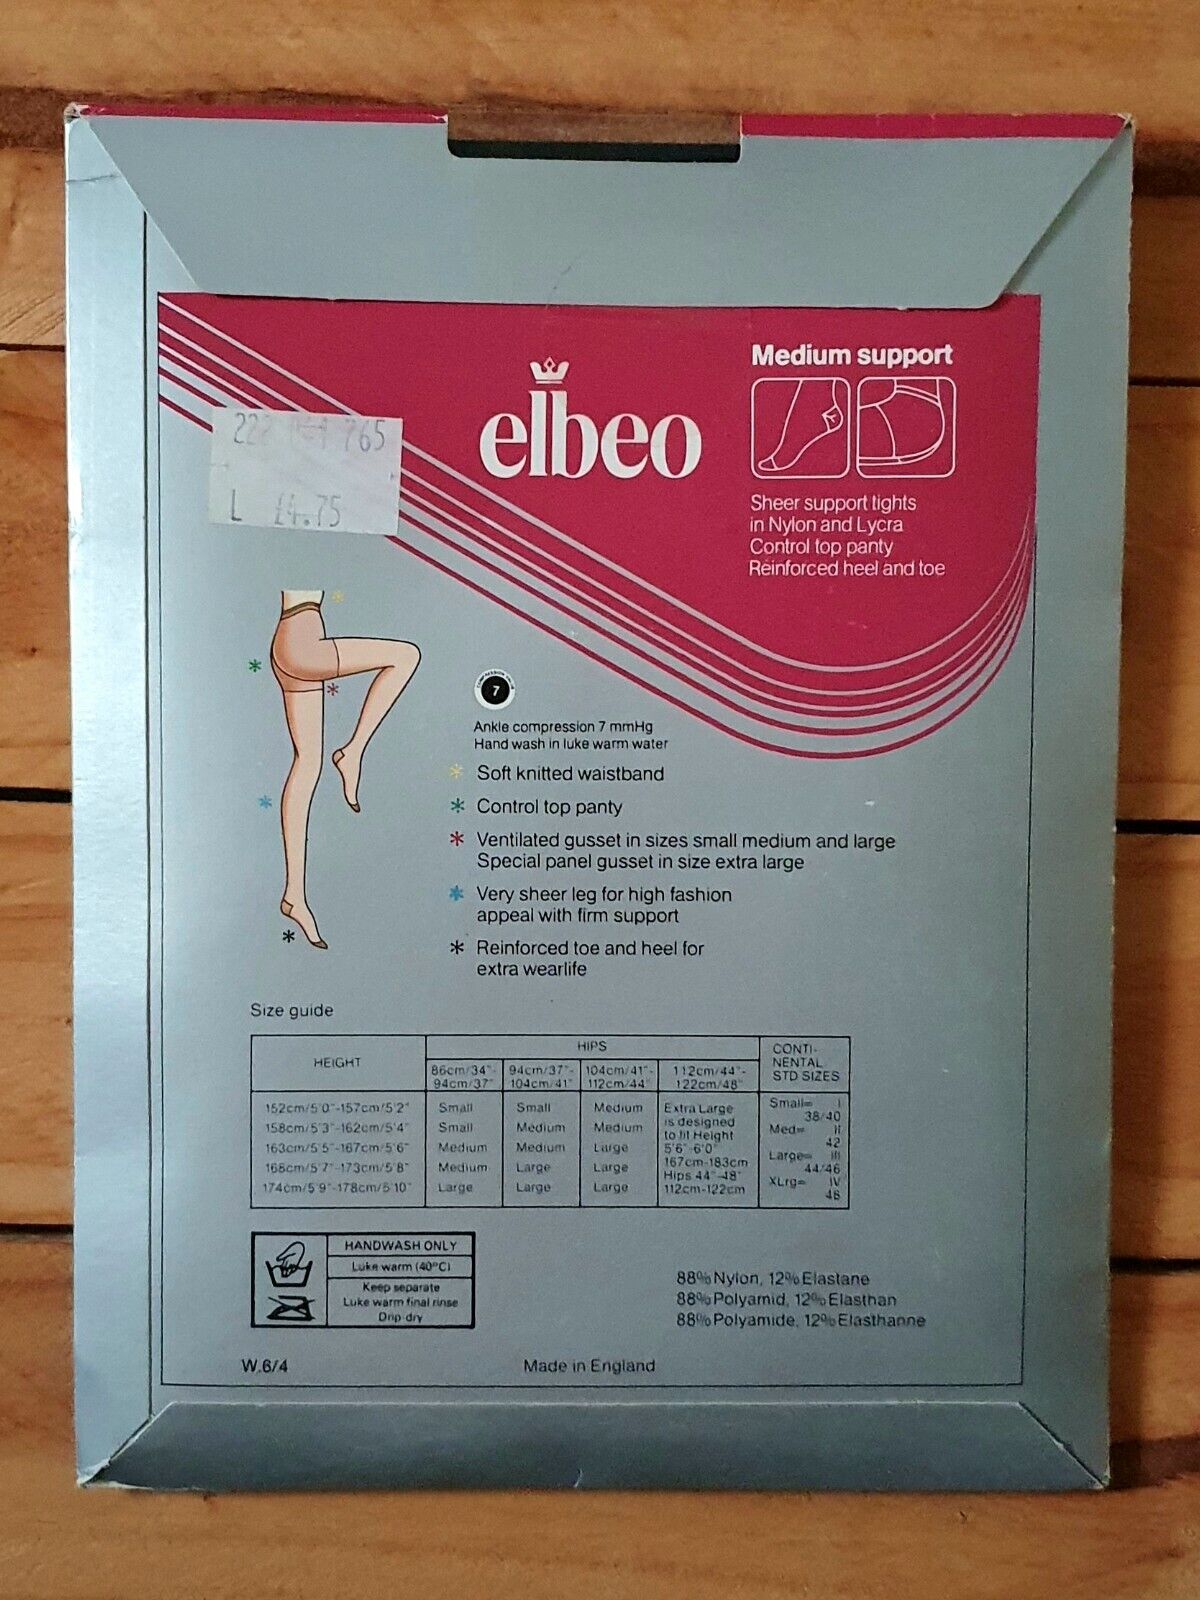 Medium support
elbeo
765
L £4.75
Sheer support tights
in Nylon and Lycra
Control top panty
Reinforced heel and toe
7
Ankle compression 7 mmHg
Hand wash in luke warm water
* Soft knitted waistband
* Control top panty
* Ventilated gusset in sizes small medium and large
Special panel gusset in size extra large
* Very sheer leg for high fashion
appeal with firm support
* Reinforced toe and heel for
extra wearlife
Size guide
HEIGHT HIPS CONTI-
NENTAL
STD SIZES
86cm/34"- 94cm/37"- 104cm/41"- 112cm/44"-
94cm/37" 104cm/41" 112cm/44" 122cm/48"
152cm/5'0"-157cm/5'2" Small Small Medium
158cm/5'3"-162cm/5'4" Small Medium Medium
163cm/5'5"-167cm/5'6" Medium Medium Large
168cm/5'7"-173cm/5'8" Medium Large Large
174cm/5'9"-178cm/5'10" Large Large Large
Extra Large
is designed
to fit Height
5'6"-6'0"
167cm-183cm
Hips 44"-48"
112cm-122cm
Small= I
38/40
Med= II
42
Large= III
44/46
XLrg= IV
48
HANDWASH ONLY
Luke warm (40°C)
Keep separate
Luke warm final rinse
Drip-dry
88% Nylon, 12% Elastane
88% Polyamid, 12% Elasthan
88% Polyamide, 12% Elasthanne
W.6/4 Made in England